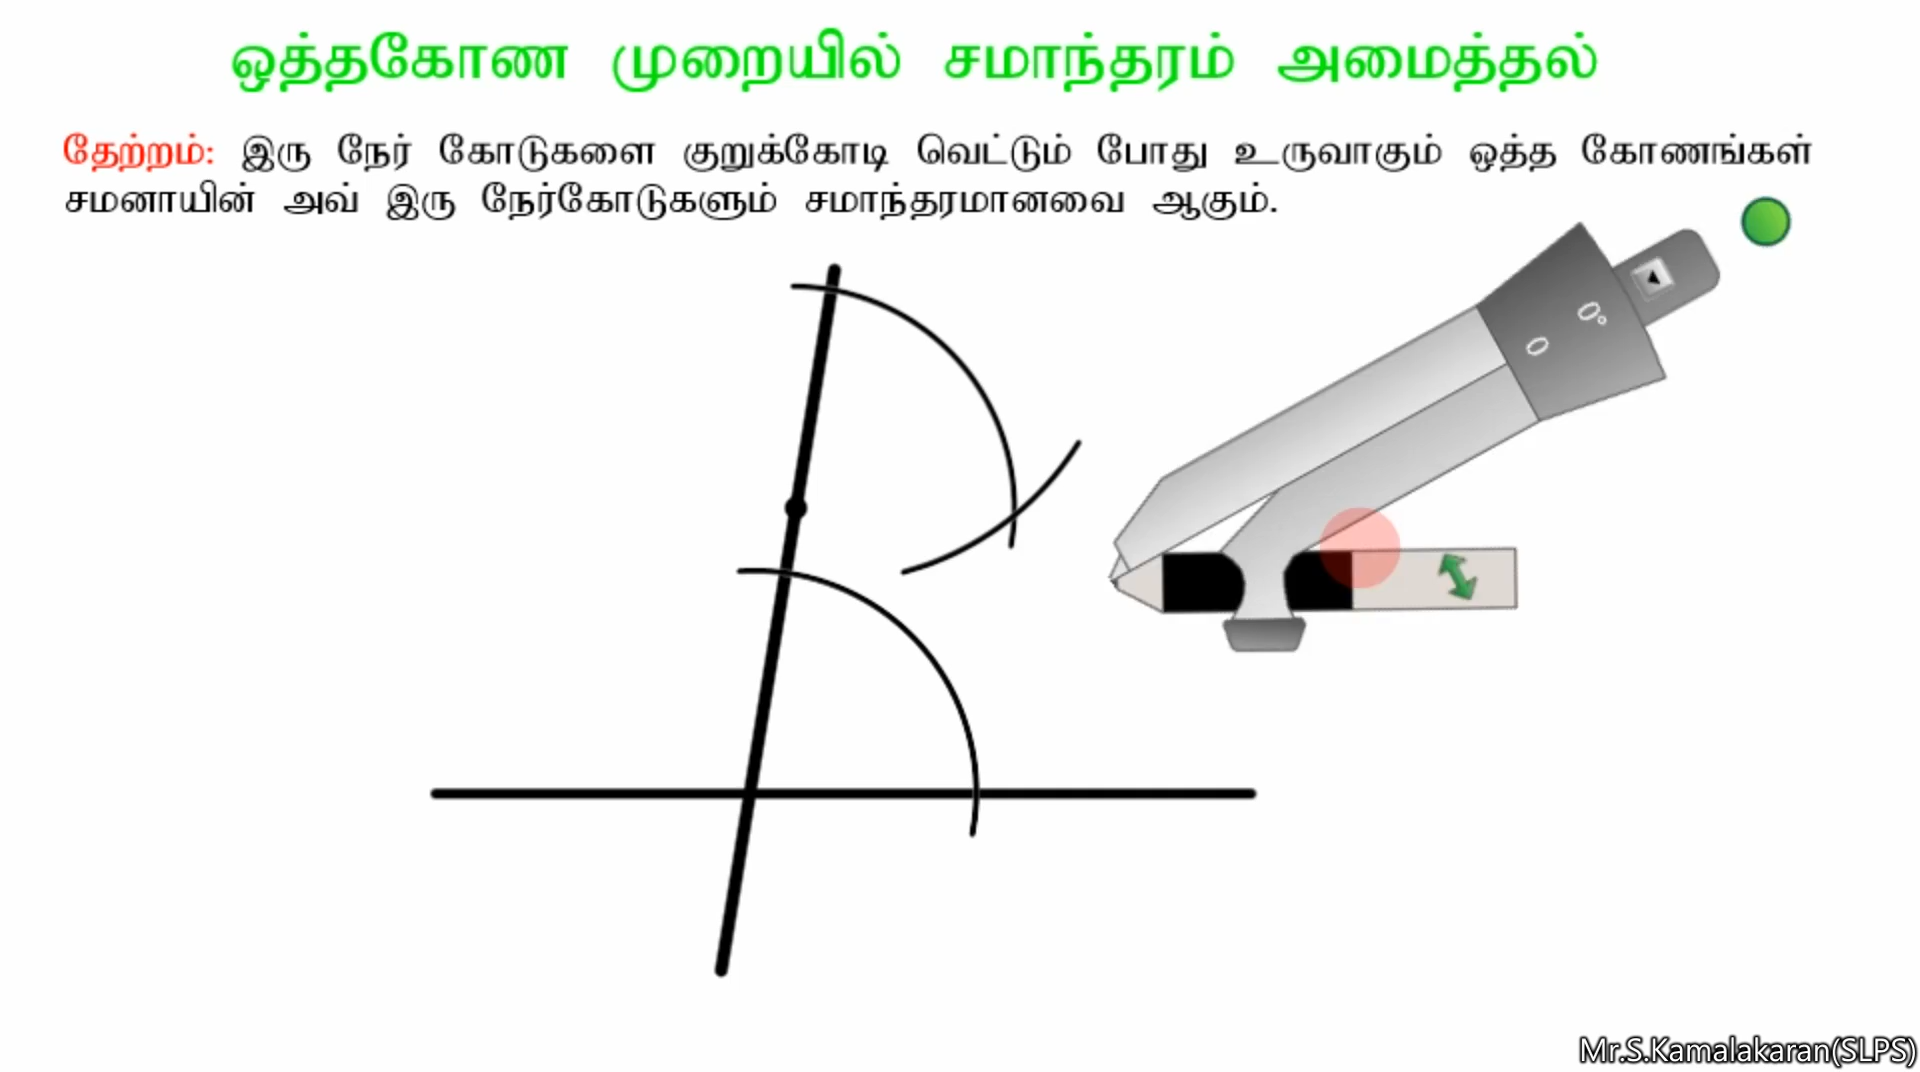 ஒத்தகோண முறையில் சமாந்தரம் அமைத்தல்
தேற்றம்: இரு நேர் கோடுகளை குறுக்கோடி வெட்டும் போது உருவாகும் ஒத்த கோணங்கள்
சமனாயின் அவ் இரு நேர்கோடுகளும் சமாந்தரமானவை ஆகும்.
0°
0
Mr.S.Kamalakaran(SLPS)